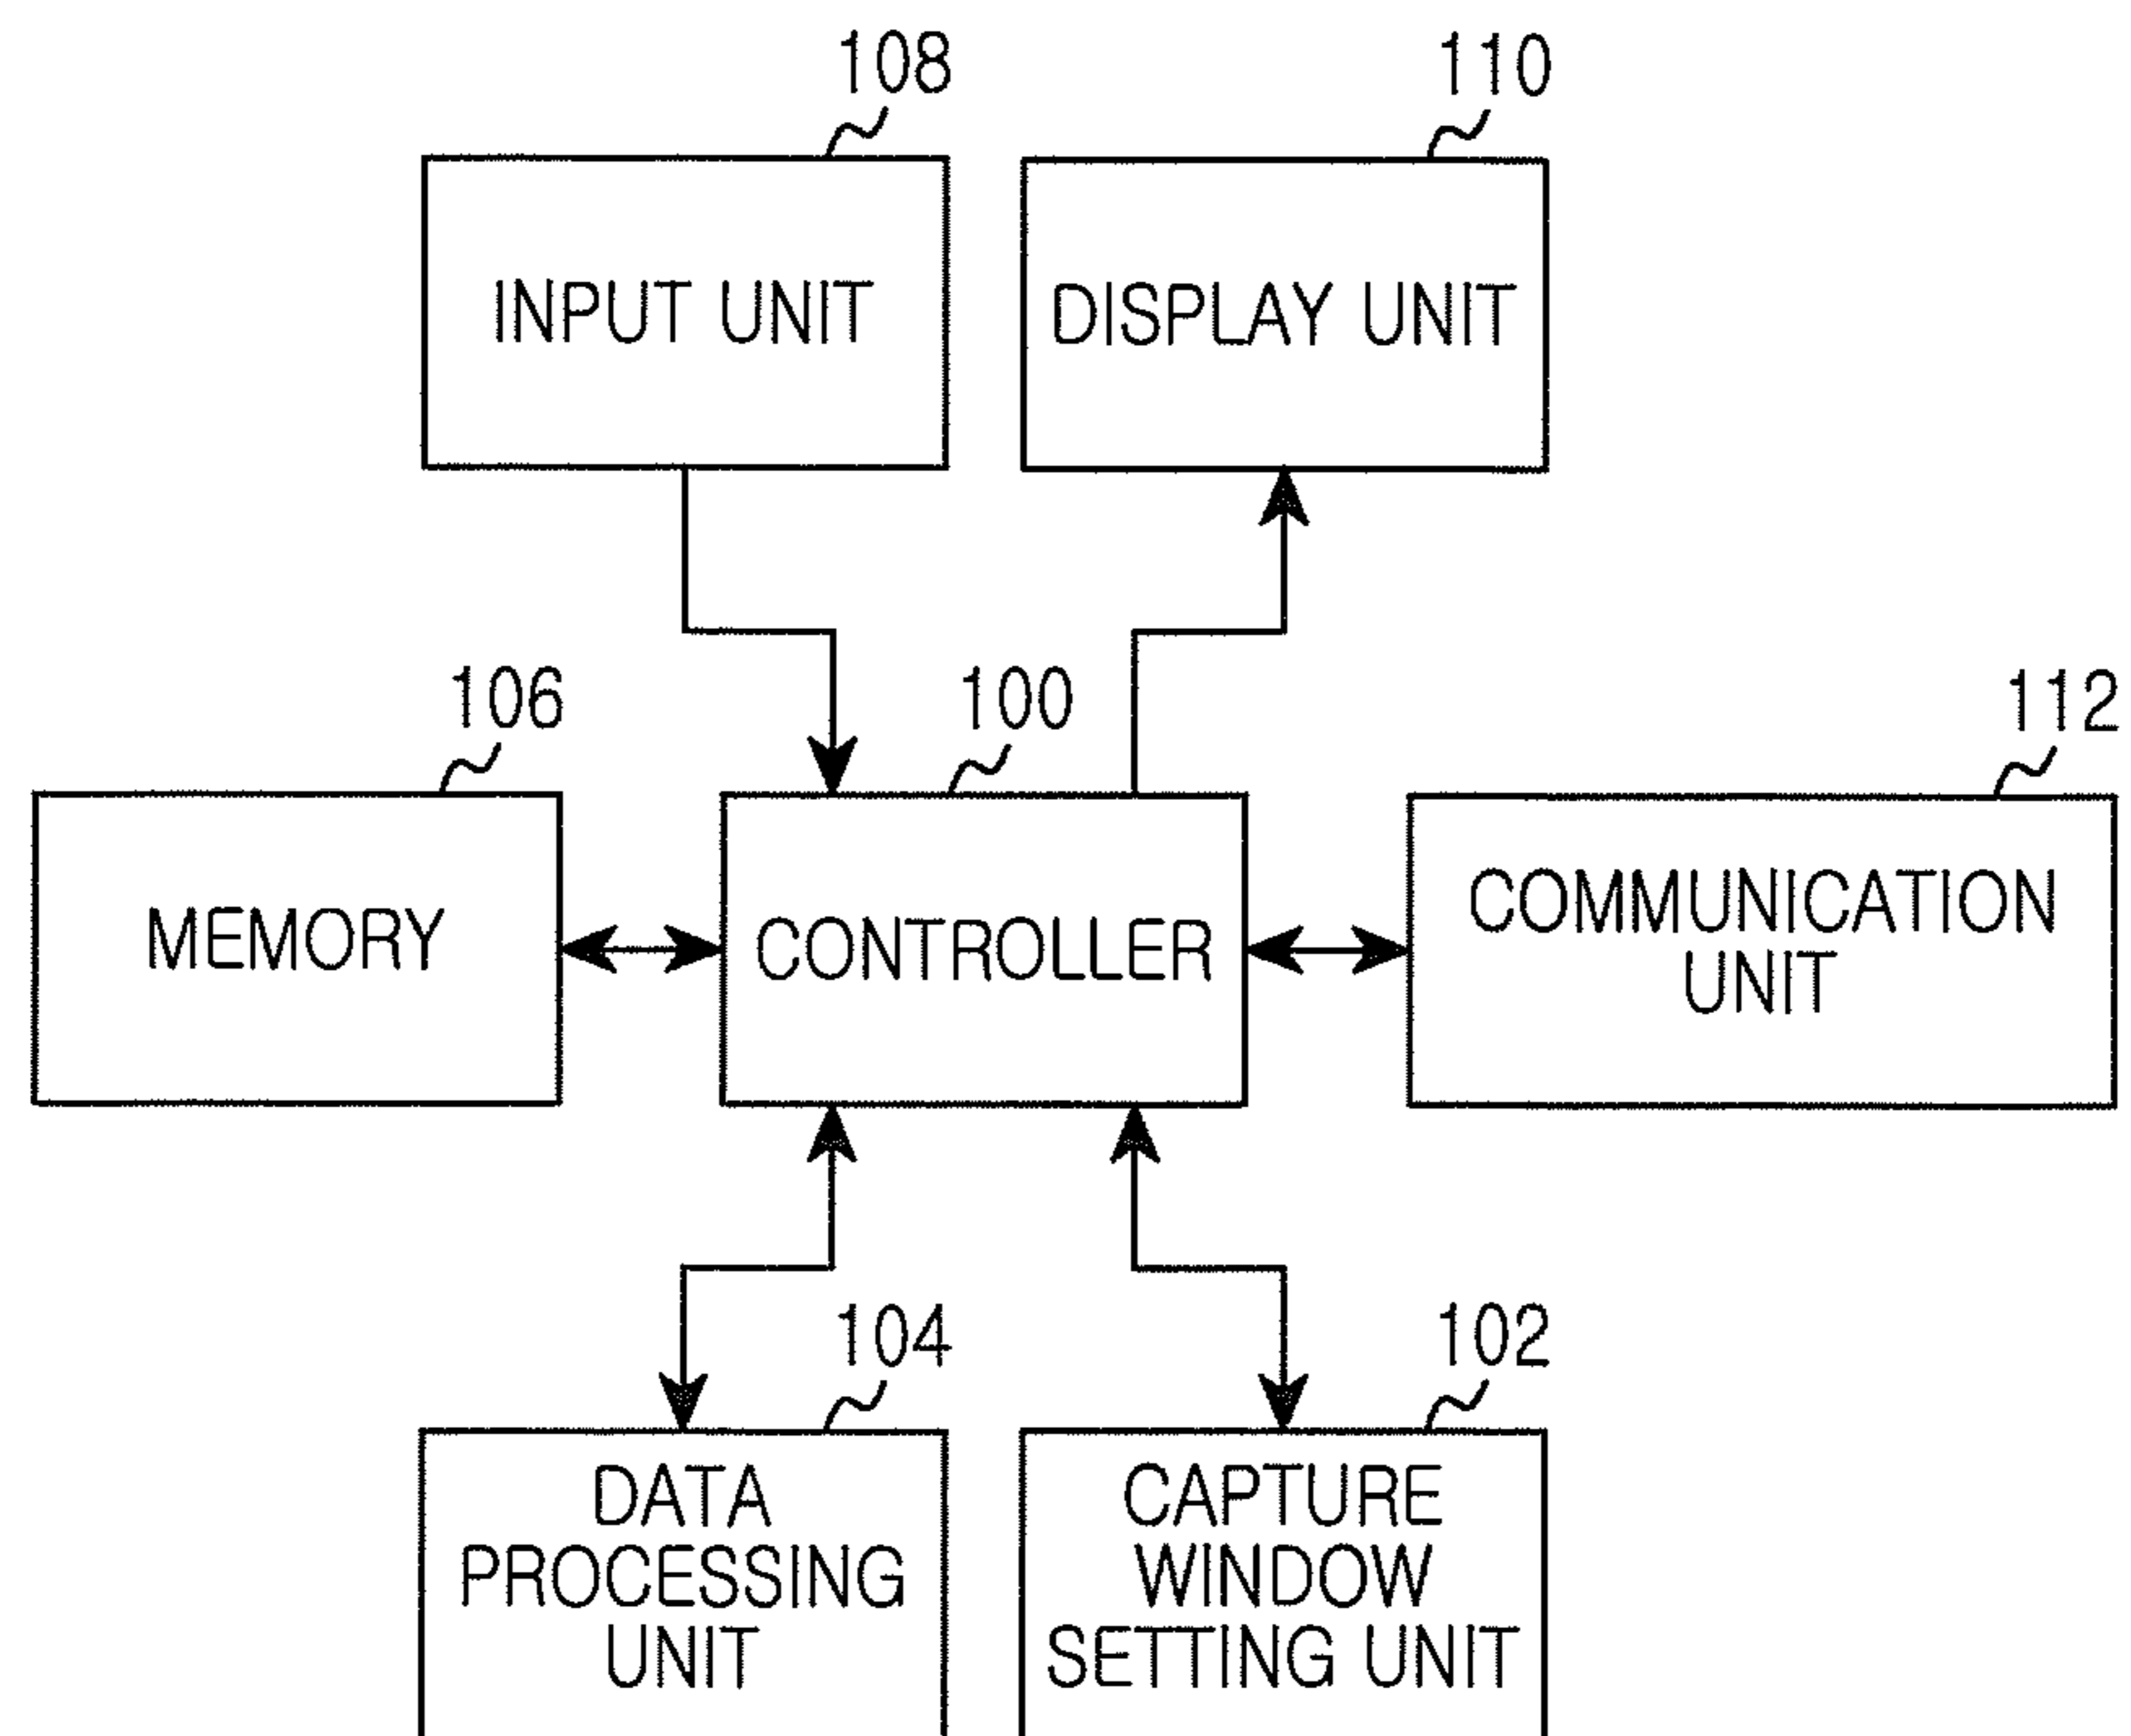 108
110
INPUT UNIT
DISPLAY UNIT
106
100
112
MEMORY
CONTROLLER
COMMUNICATION
UNIT
104
102
DATA
PROCESSING
UNIT
CAPTURE
WINDOW
SETTING UNIT